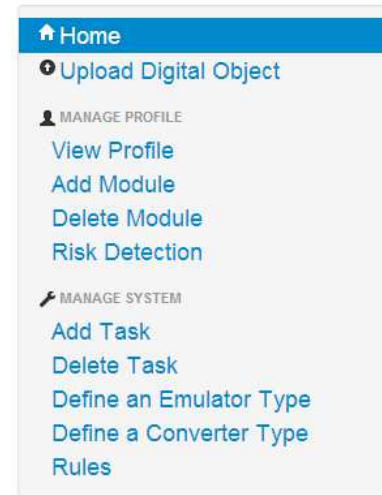 Home
Upload Digital Object
MANAGE PROFILE
View Profile
Add Module
Delete Module
Risk Detection
MANAGE SYSTEM
Add Task
Delete Task
Define an Emulator Type
Define a Converter Type
Rules